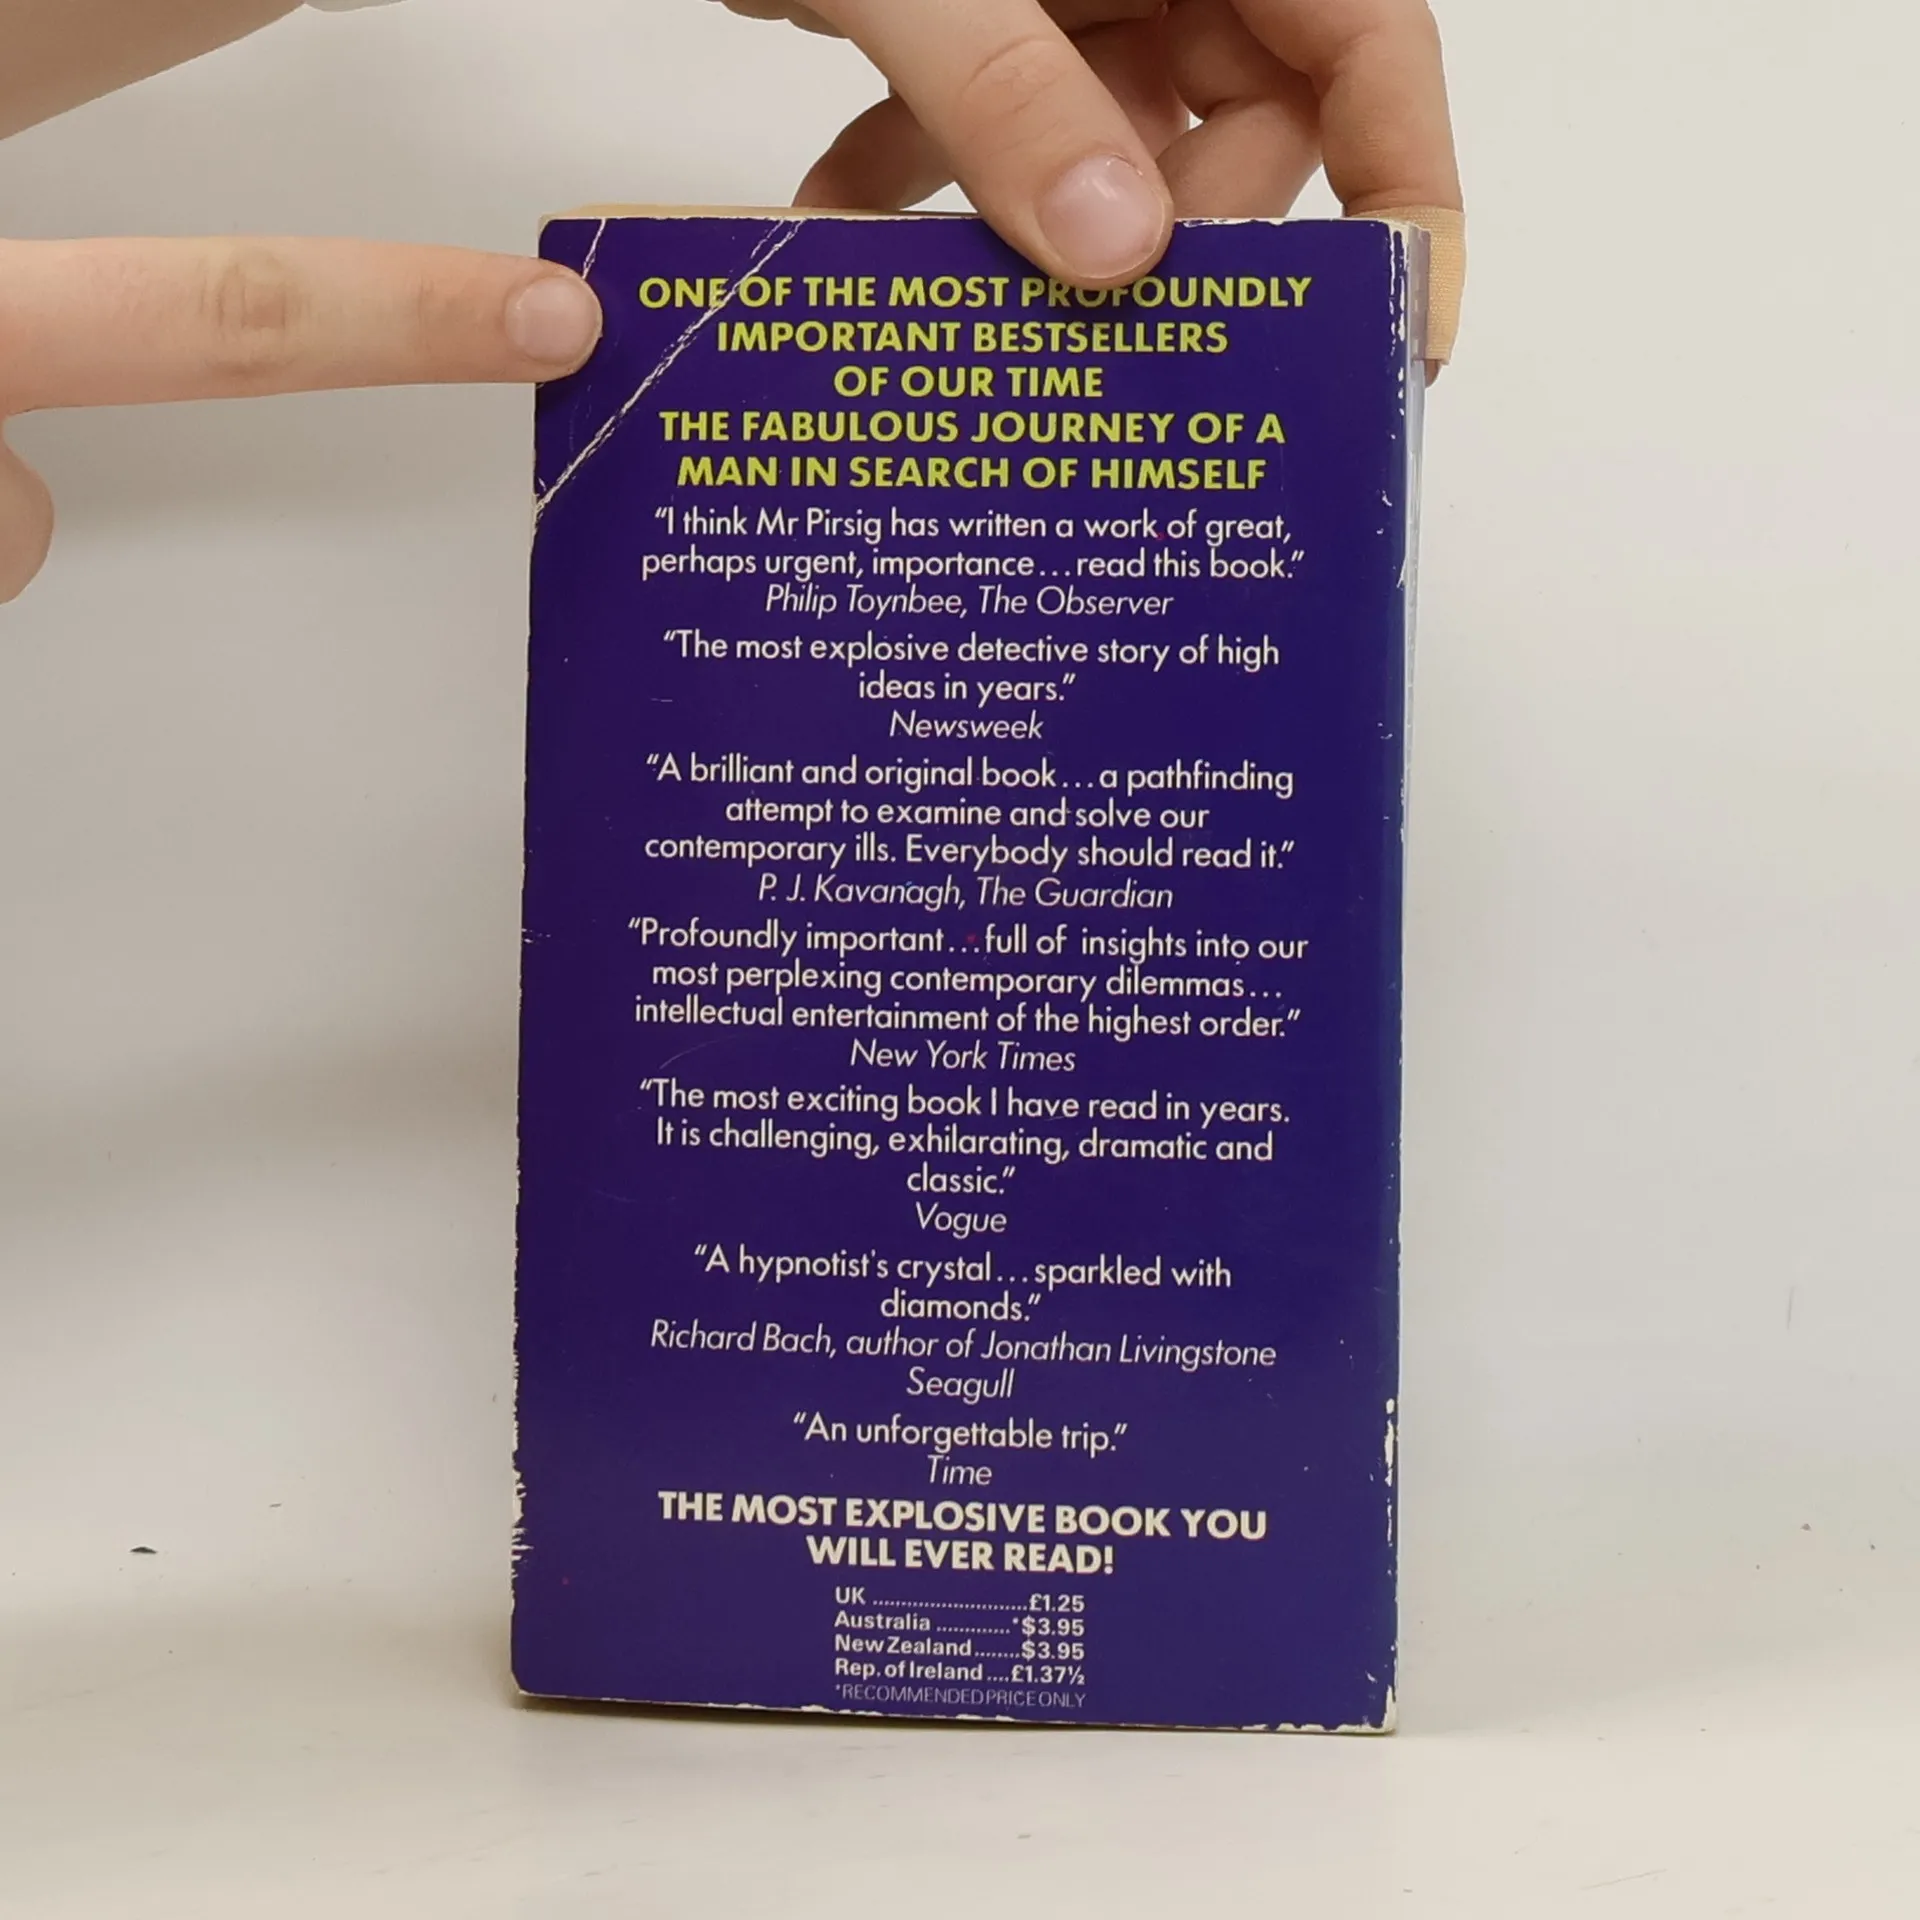 ONE OF THE MOST PROFOUNDLY
IMPORTANT BESTSELLERS
OF OUR TIME
THE FABULOUS JOURNEY OF A
MAN IN SEARCH OF HIMSELF
“I think Mr Pirsig has written a work of great,
perhaps urgent, importance...read this book.”
Philip Toynbee, The Observer
“The most explosive detective story of high
ideas in years.”
Newsweek
“A brilliant and original book...a pathfinding
attempt to examine and solve our
contemporary ills. Everybody should read it.”
P. J. Kavanagh, The Guardian
“Profoundly important...full of insights into our
most perplexing contemporary dilemmas...
intellectual entertainment of the highest order.”
New York Times
“The most exciting book I have read in years.
It is challenging, exhilarating, dramatic and
classic.”
Vogue
“A hypnotist's crystal...sparkled with
diamonds.”
Richard Bach, author of Jonathan Livingstone
Seagull
“An unforgettable trip.”
Time
THE MOST EXPLOSIVE BOOK YOU
WILL EVER READ!
UK ............................£1.25
Australia .............*$3.95
New Zealand........$3.95
Rep. of Ireland ....£1.37½
*RECOMMENDED PRICE ONLY